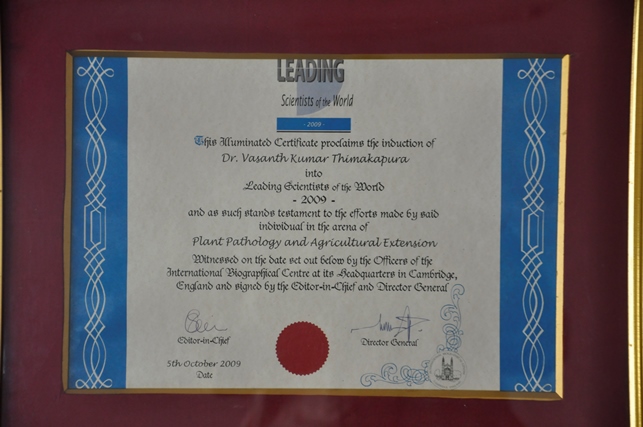 LEADING
Scientists of the World
- 2009 -
This Illuminated Certificate proclaims the induction of
Dr. Vasanth Kumar Thimakapura
into
Leading Scientists of the World
- 2009 -
and as such stands testament to the efforts made by said
individual in the arena of
Plant Pathology and Agricultural Extension
Witnessed on the date set out below by the Officers of the
International Biographical Centre at its Headquarters in Cambridge,
England and signed by the Editor-in-Chief and Director General
Editor-in-Chief
Director General
5th October 2009
Date